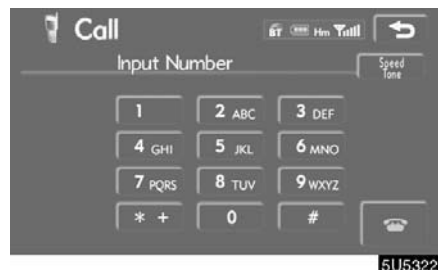 Call BT Hm
Input Number Speed Tone
1 2 ABC 3 DEF
4 GHI 5 JKL 6 MNO
7 PQRS 8 TUV 9 WXYZ
* + 0 #
5U5322